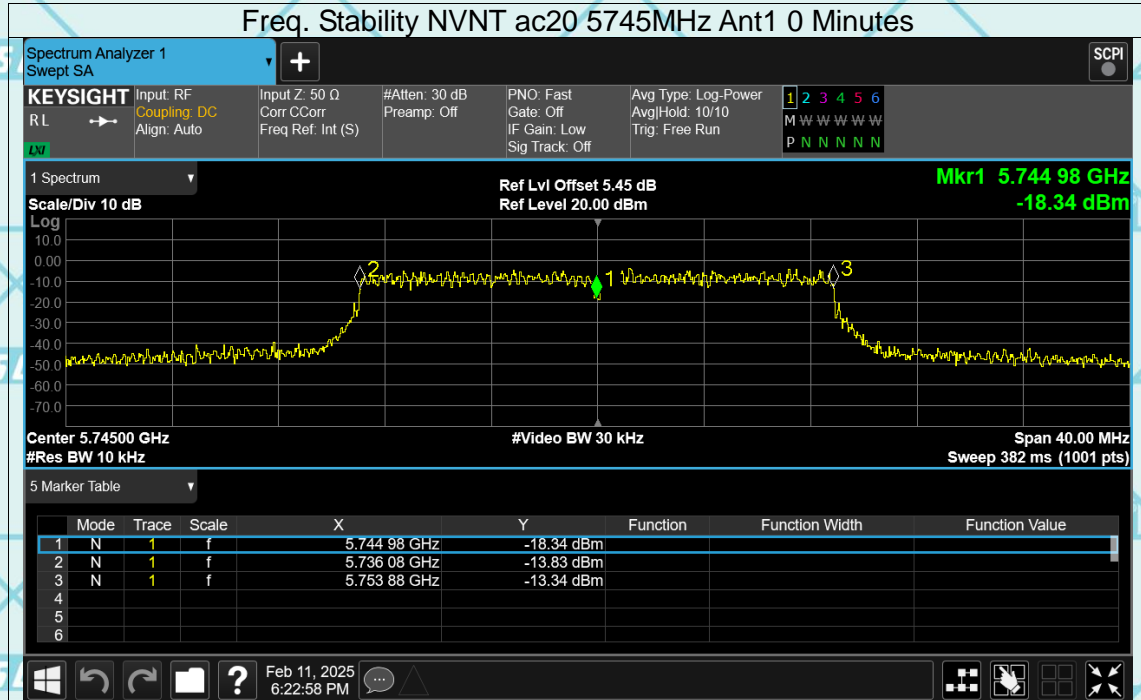 Freq. Stability NVNT ac20 5745MHz Ant1 0 Minutes
Spectrum Analyzer 1
Swept SA
SCPI
KEYSIGHT
R L
LXI
Input: RF
Coupling: DC
Align: Auto
Input Z: 50 Ω
Corr CCorr
Freq Ref: Int (S)
#Atten: 30 dB
Preamp: Off
PNO: Fast
Gate: Off
IF Gain: Low
Sig Track: Off
Avg Type: Log-Power
Avg|Hold: 10/10
Trig: Free Run
1 2 3 4 5 6
M W W W W W
P N N N N N
1 Spectrum
Scale/Div 10 dB
Ref Lvl Offset 5.45 dB
Ref Level 20.00 dBm
Mkr1 5.744 98 GHz
-18.34 dBm
Log
10.0
0.00
-10.0
-20.0
-30.0
-40.0
-50.0
-60.0
-70.0
2
1
3
Center 5.74500 GHz
#Video BW 30 kHz
Span 40.00 MHz
#Res BW 10 kHz
Sweep 382 ms (1001 pts)
5 Marker Table
Mode Trace Scale X Y Function Function Width Function Value
1 N 1 f 5.744 98 GHz -18.34 dBm
2 N 1 f 5.736 08 GHz -13.83 dBm
3 N 1 f 5.753 88 GHz -13.34 dBm
4
5
6
?
Feb 11, 2025
6:22:58 PM